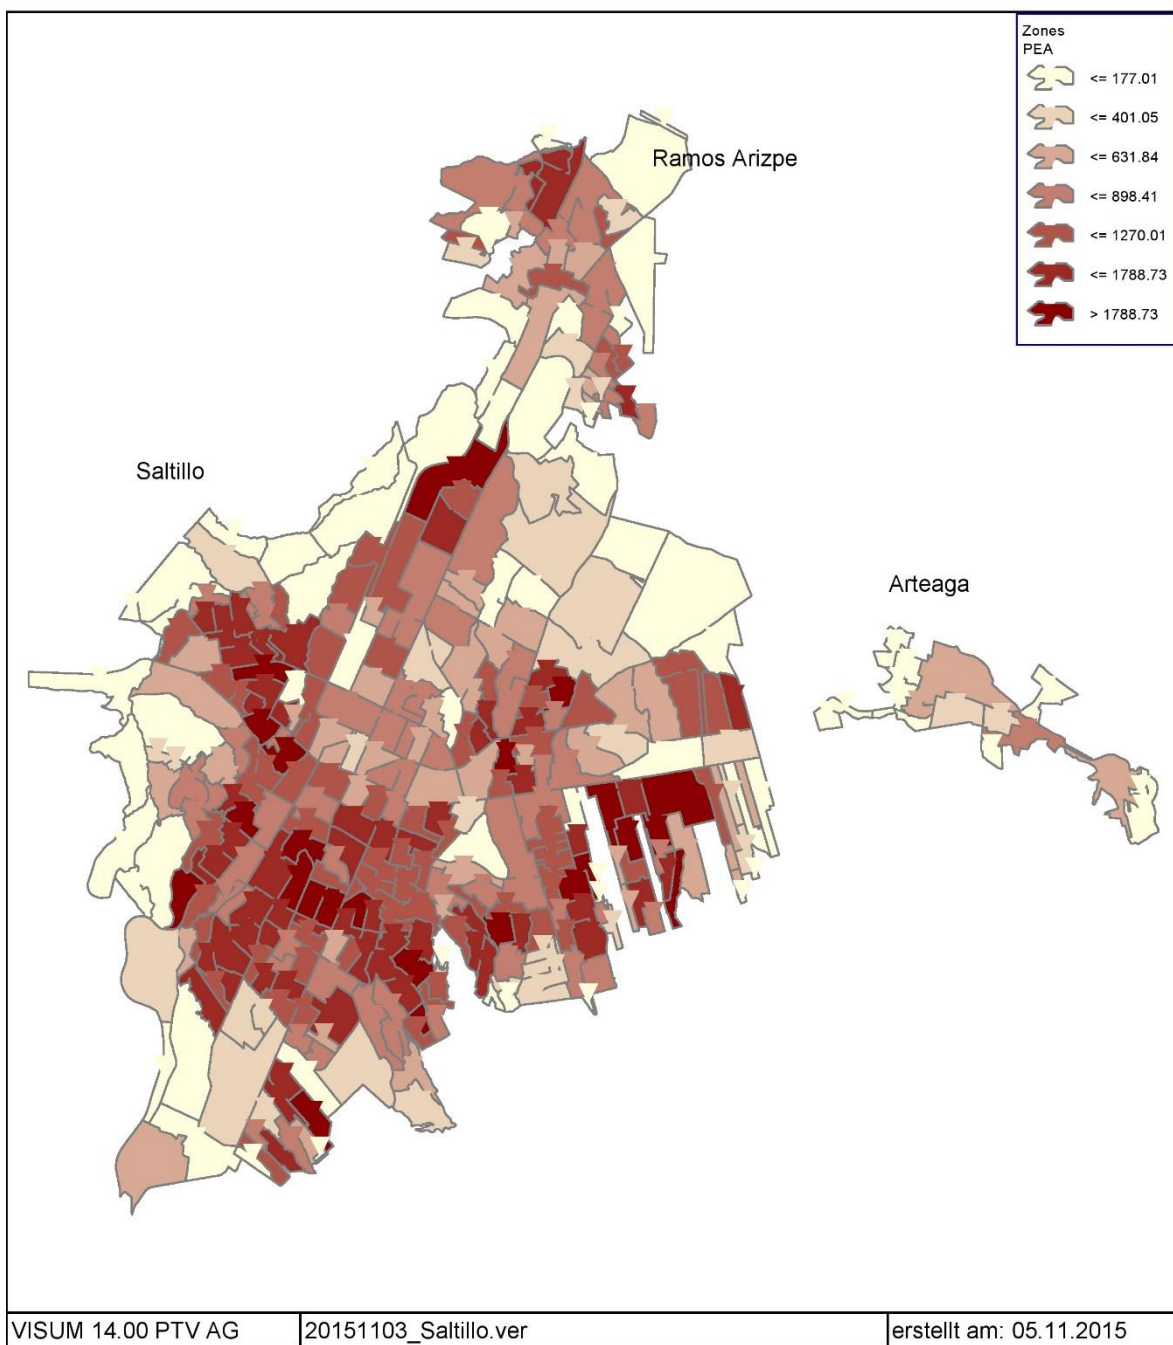 Zones
PEA
<= 177.01
<= 401.05
<= 631.84
<= 898.41
<= 1270.01
<= 1788.73
> 1788.73
Ramos Arizpe
Saltillo
Arteaga
VISUM 14.00 PTV AG
20151103_Saltillo.ver
erstellt am: 05.11.2015